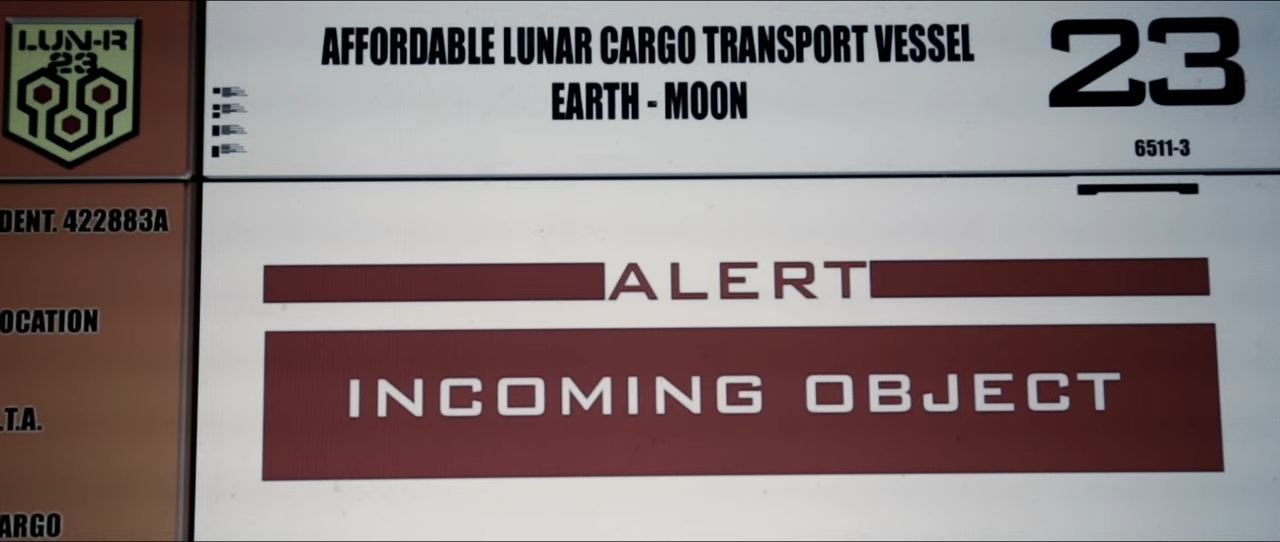 LUN-R
23
AFFORDABLE LUNAR CARGO TRANSPORT VESSEL
EARTH - MOON
23
6511-3
DENT. 422883A
OCATION
.T.A.
ARGO
ALERT
INCOMING OBJECT